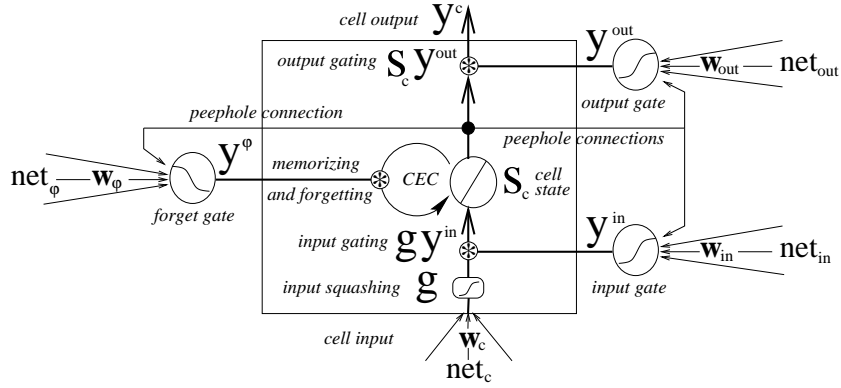 cell output y^c
output gating S_c y^out
y^out
w_out net_out
output gate
peephole connection
peephole connections
y^φ
memorizing
CEC
S_c cell state
net_φ w_φ
and forgetting
forget gate
input gating g y^in
y^in
w_in net_in
input squashing g
input gate
cell input w_c
net_c